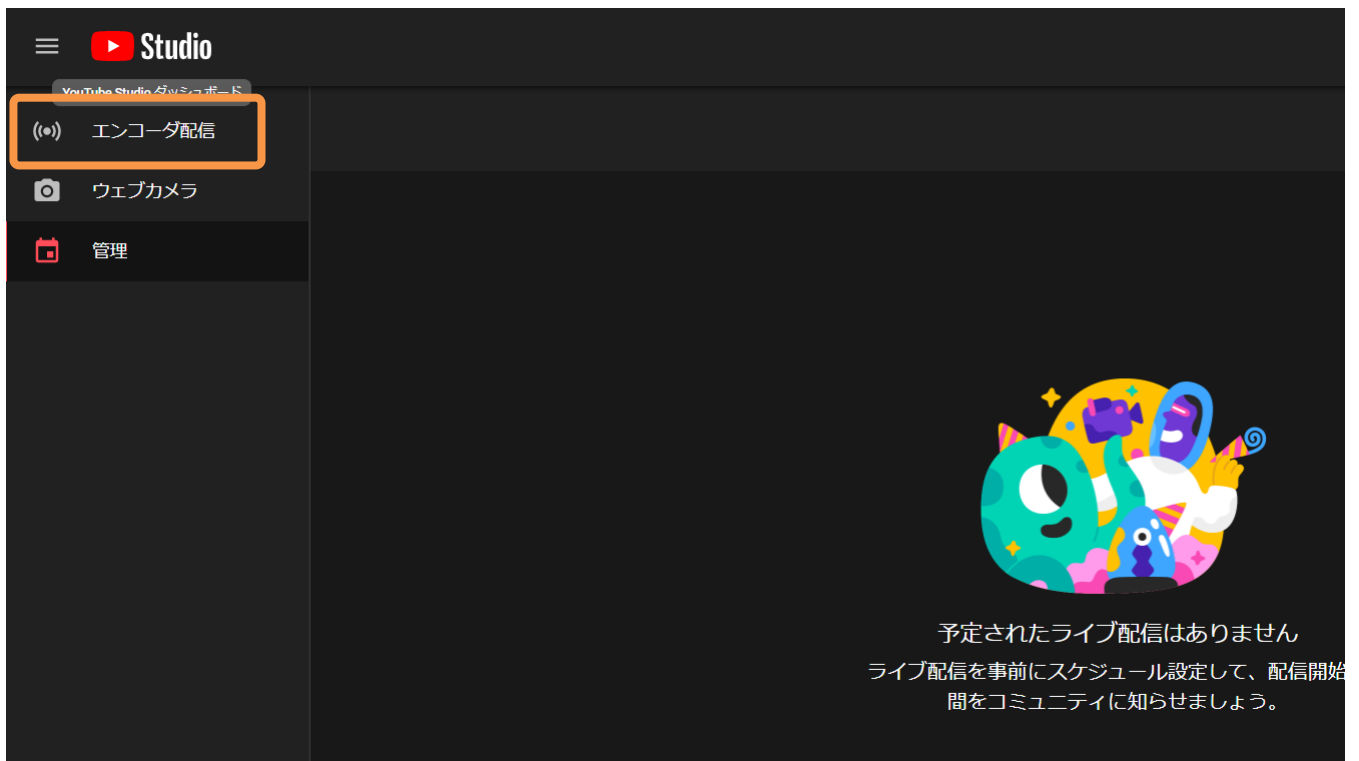 Studio
YouTube Studio ダッシュボード
エンコーダ配信
ウェブカメラ
管理
予定されたライブ配信はありません
ライブ配信を事前にスケジュール設定して、配信開始
間をコミュニティに知らせましょう。